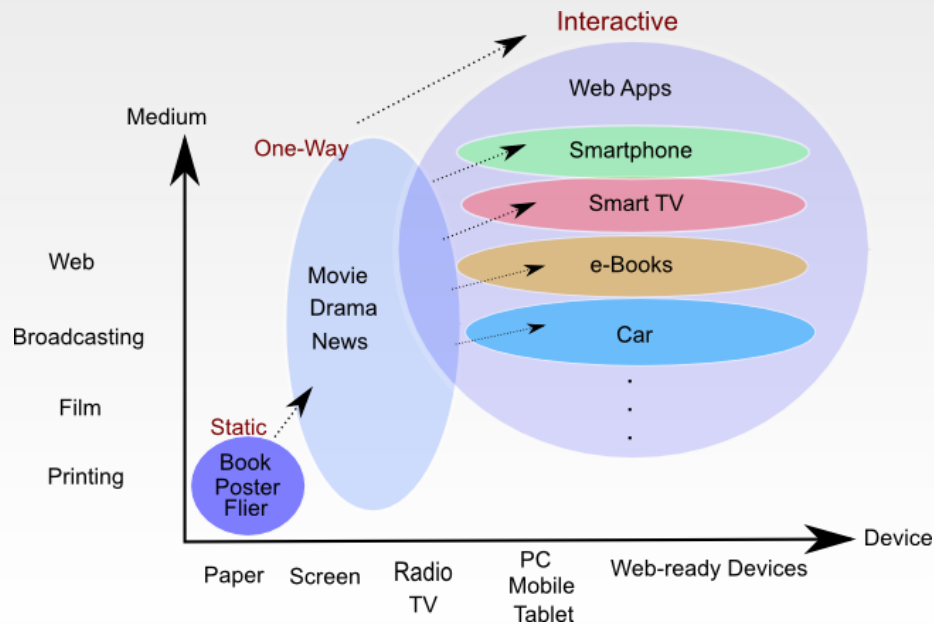 Interactive
Web Apps
Medium
One-Way
Smartphone
Smart TV
Web
Movie
Drama
News
e-Books
Broadcasting
Car
.
.
.
Film
Static
Printing
Book
Poster
Flier
Device
Paper
Screen
Radio
TV
PC
Mobile
Tablet
Web-ready Devices